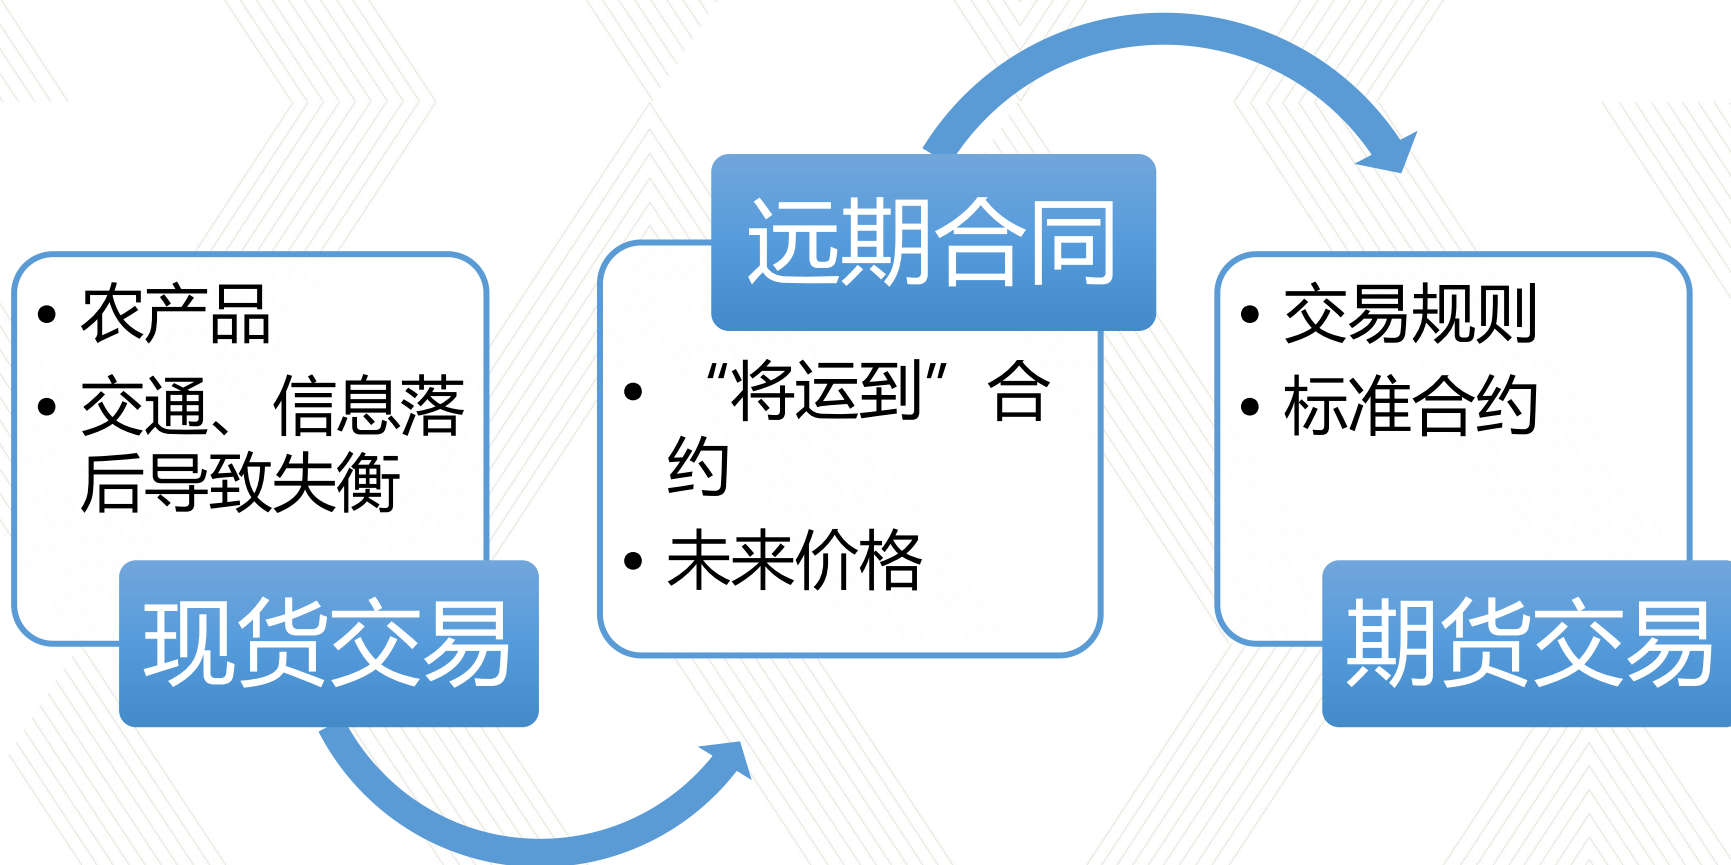 • 农产品
• 交通、信息落
后导致失衡
现货交易
远期合同
• “将运到”合
约
• 未来价格
• 交易规则
• 标准合约
期货交易